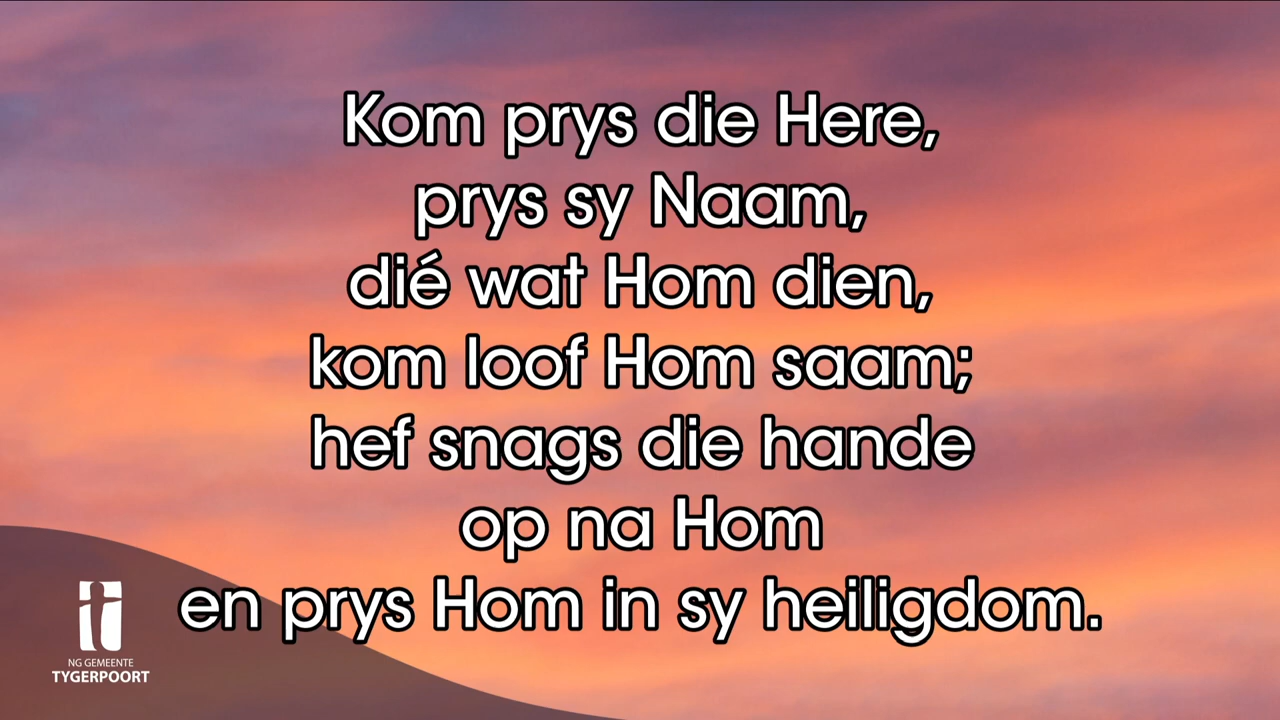 Kom prys die Here,
prys sy Naam,
dié wat Hom dien,
kom loof Hom saam;
hef snags die hande
op na Hom
en prys Hom in sy heiligdom.
NG GEMEENTE
TYGERPOORT